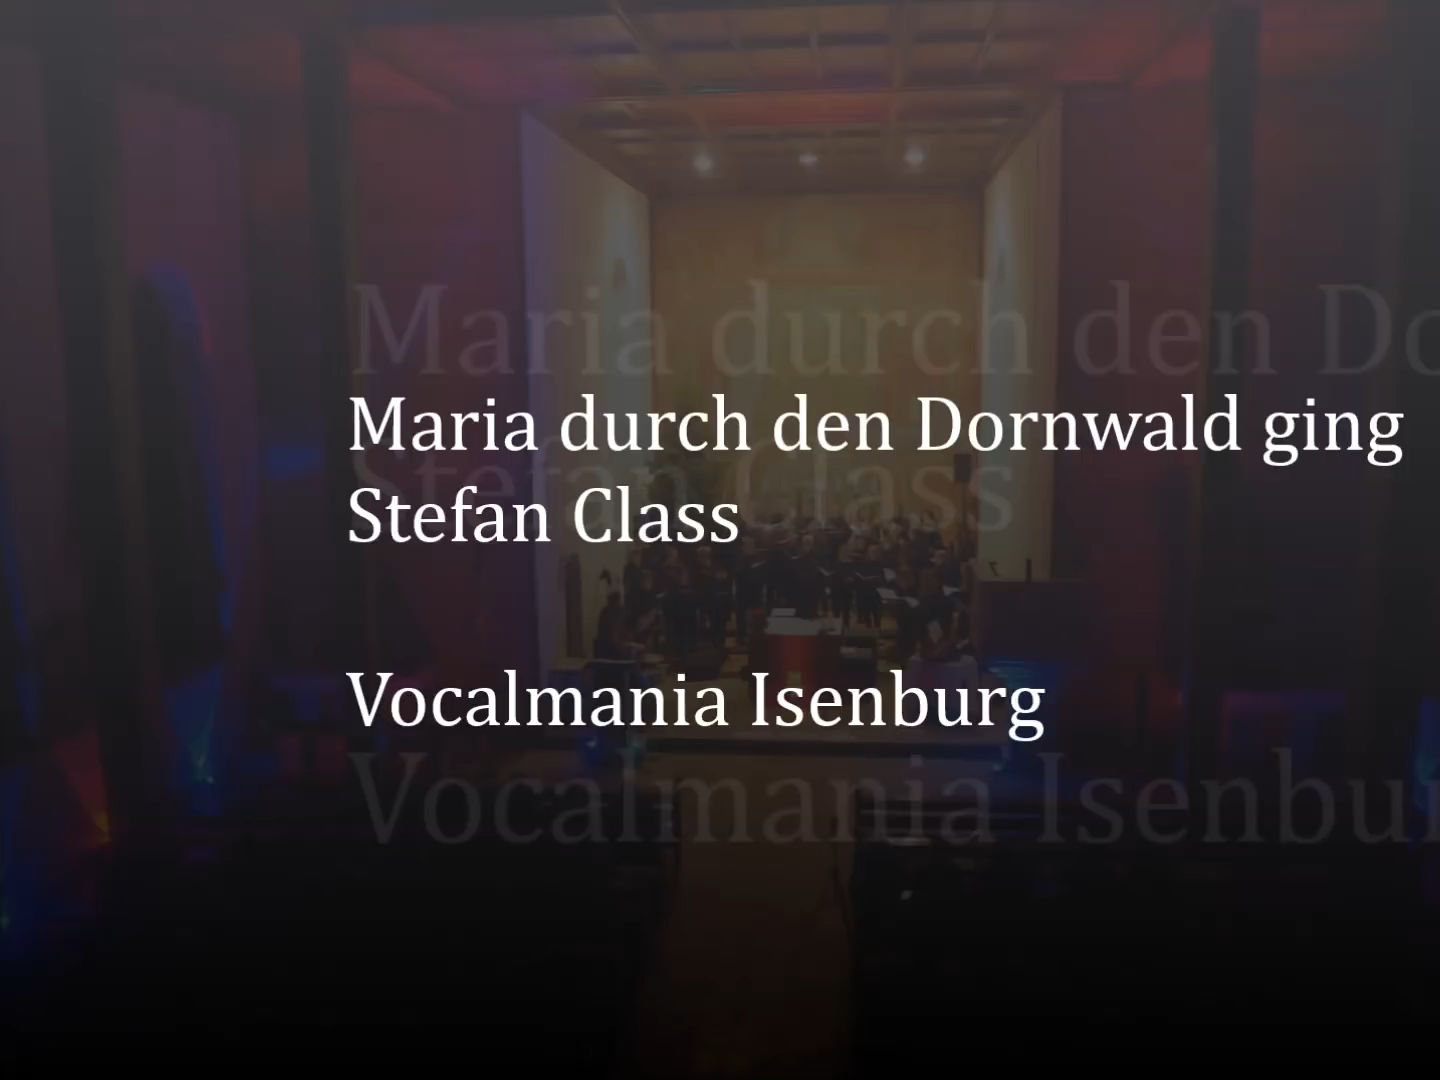 Maria durch den Dornwald ging
Stefan Class
Vocalmania Isenburg